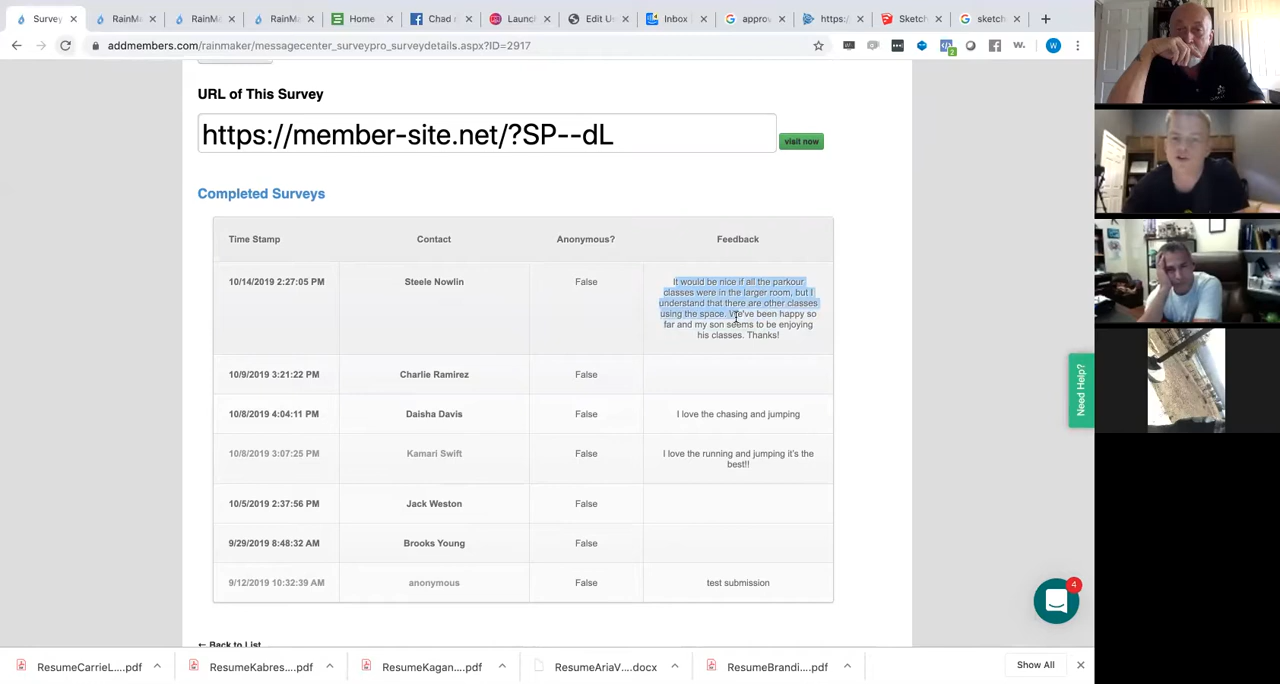 Survey
RainM
RainM
RainM
Home
Chad r
Launc
Edit U
Inbox
approv
https:/
Sketch
sketch
addmembers.com/rainmaker/messagecenter_surveypro_surveydetails.aspx?ID=2917
2
W
URL of This Survey
https://member-site.net/?SP--dL
visit now
Completed Surveys
Time Stamp Contact Anonymous? Feedback
10/14/2019 2:27:05 PM Steele Nowlin False It would be nice if all the parkour
classes were in the larger room, but I
understand that there are other classes
using the space. We've been happy so
far and my son seems to be enjoying
his classes. Thanks!
10/9/2019 3:21:22 PM Charlie Ramirez False
10/8/2019 4:04:11 PM Daisha Davis False I love the chasing and jumping
10/8/2019 3:07:25 PM Kamari Swift False I love the running and jumping it's the
best!!
10/5/2019 2:37:56 PM Jack Weston False
9/29/2019 8:48:32 AM Brooks Young False
9/12/2019 10:32:39 AM anonymous False test submission
← Back to List
Need Help?
4
ResumeCarrieL....pdf
ResumeKabres....pdf
ResumeKagan....pdf
ResumeAriaV....docx
ResumeBrandi....pdf
Show All